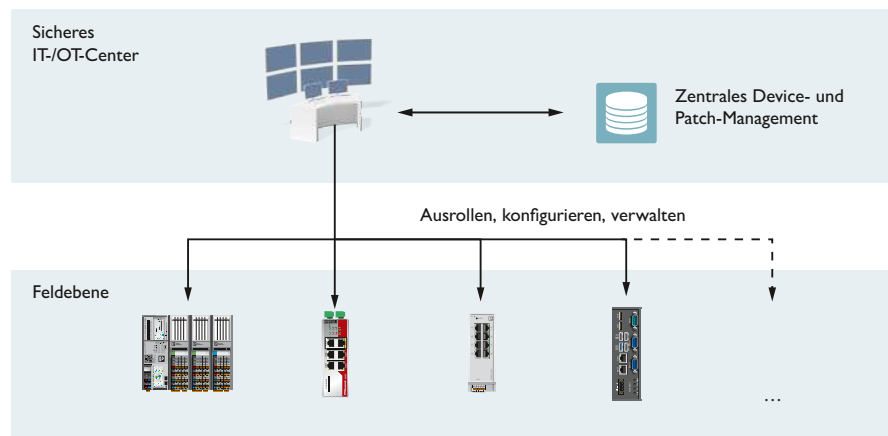 Sicheres
IT-/OT-Center
Zentrales Device- und
Patch-Management
Ausrollen, konfigurieren, verwalten
Feldebene
...